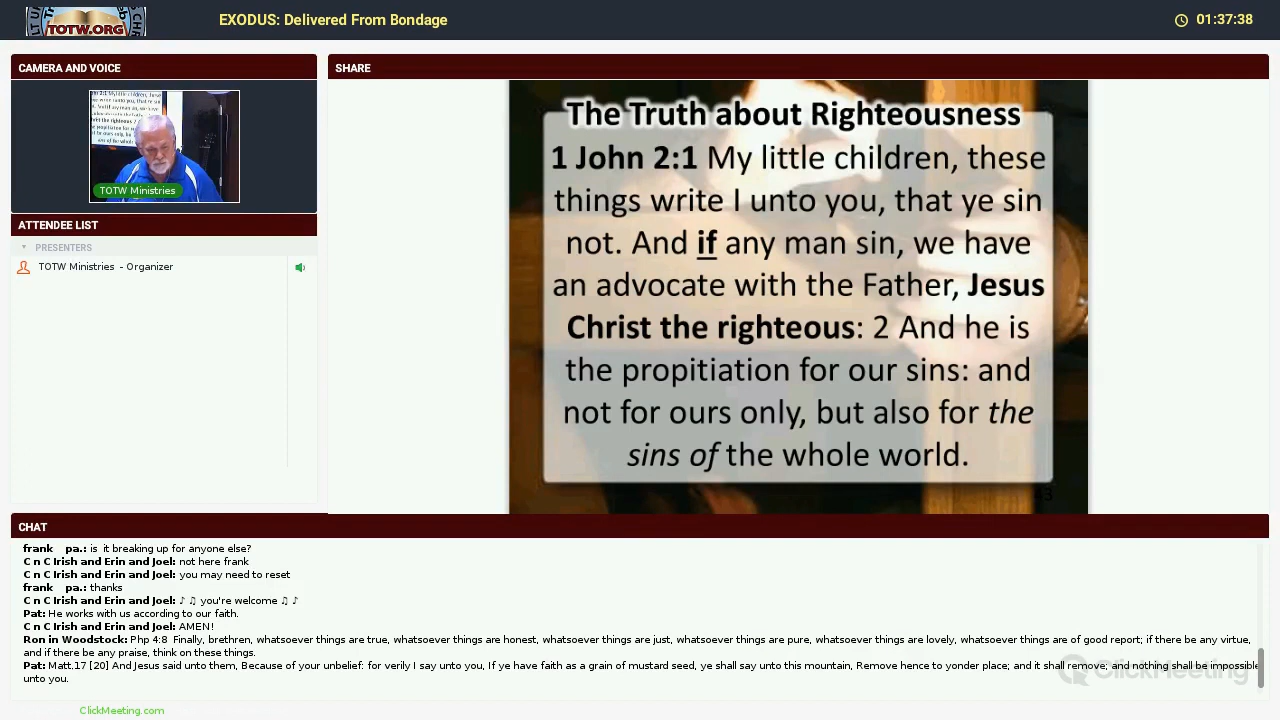 TOTW.ORG
EXODUS: Delivered From Bondage
01:37:38
CAMERA AND VOICE
TOTW Ministries
ATTENDEE LIST
PRESENTERS
TOTW Ministries - Organizer
SHARE
The Truth about Righteousness
1 John 2:1 My little children, these
things write I unto you, that ye sin
not. And if any man sin, we have
an advocate with the Father, Jesus
Christ the righteous: 2 And he is
the propitiation for our sins: and
not for ours only, but also for the
sins of the whole world.
43
CHAT
frank pa.: is it breaking up for anyone else?
C n C Irish and Erin and Joel: not here frank
C n C Irish and Erin and Joel: you may need to reset
frank pa.: thanks
C n C Irish and Erin and Joel: ♪ ♫ you're welcome ♫ ♪
Pat: He works with us according to our faith.
C n C Irish and Erin and Joel: AMEN!
Ron in Woodstock: Php 4:8 Finally, brethren, whatsoever things are true, whatsoever things are honest, whatsoever things are just, whatsoever things are pure, whatsoever things are lovely, whatsoever things are of good report; if there be any virtue,
and if there be any praise, think on these things.
Pat: Matt.17 [20] And Jesus said unto them, Because of your unbelief: for verily I say unto you, If ye have faith as a grain of mustard seed, ye shall say unto this mountain, Remove hence to yonder place; and it shall remove; and nothing shall be impossible
unto you.
ClickMeeting
ClickMeeting.com